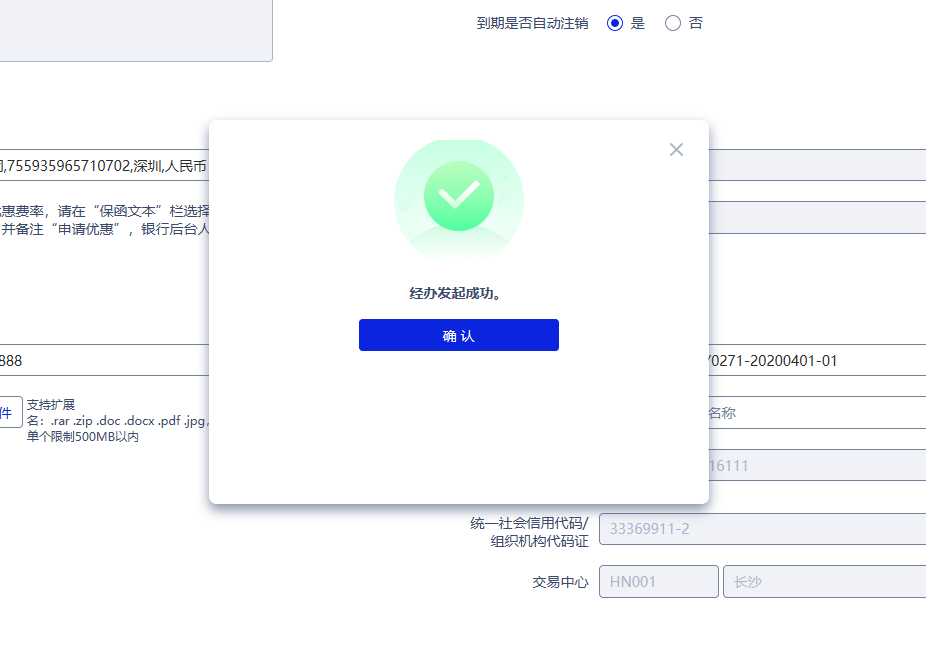 到期是否自动注销 是 否
,755935965710702,深圳,人民币
惠费率，请在“保函文本”栏选择
并备注“申请优惠”，银行后台人
经办发起成功。
确 认
888
/0271-20200401-01
件
支持扩展
名：.rar .zip .doc .docx .pdf .jpg,
单个限制500MB以内
名称
16111
统一社会信用代码/
组织机构代码证
33369911-2
交易中心 HN001 长沙